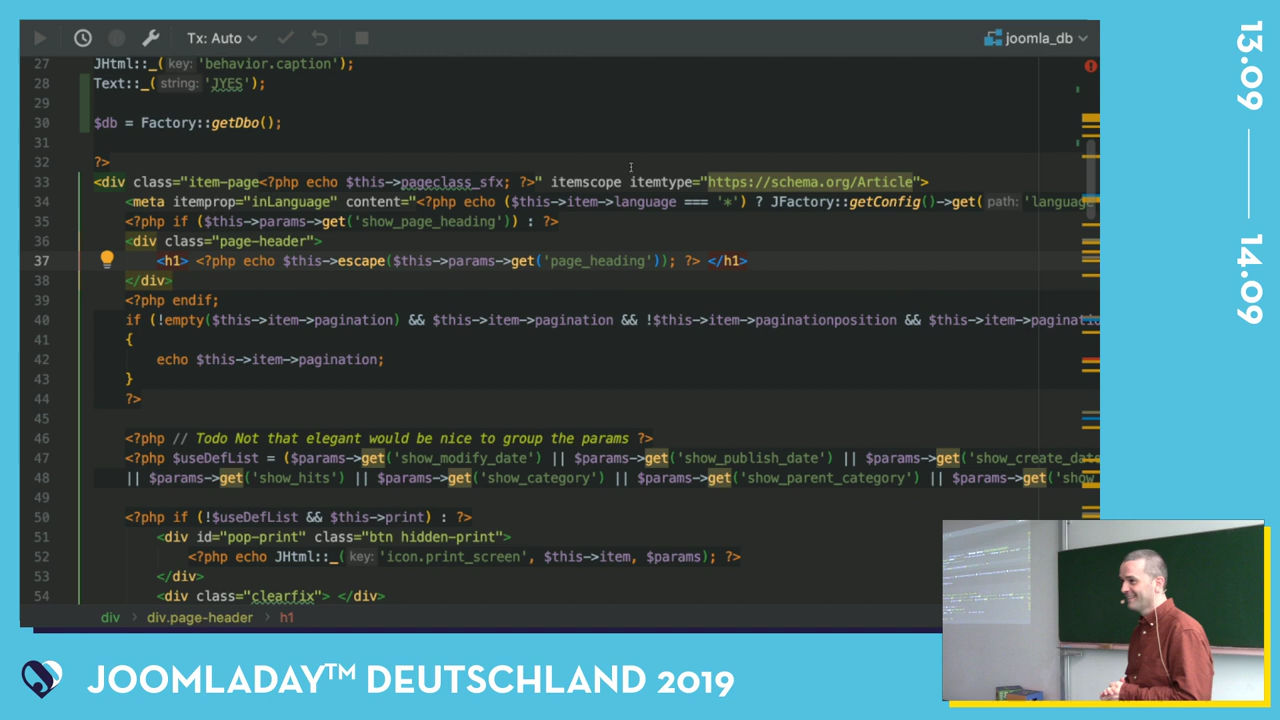 Tx: Auto
joomla_db
27 JHtml::_( key: 'behavior.caption');
28 Text::_( string: 'JYES');
29
30 $db = Factory::getDbo();
31
32 ?>
33 <div class="item-page<?php echo $this->pageclass_sfx; ?>" itemscope itemtype="https://schema.org/Article">
34 <meta itemprop="inLanguage" content="<?php echo ($this->item->language === '*') ? JFactory::getConfig()->get( path: 'language
35 <?php if ($this->params->get('show_page_heading')) : ?>
36 <div class="page-header">
37 <h1> <?php echo $this->escape($this->params->get('page_heading')); ?> </h1>
38 </div>
39 <?php endif;
40 if (!empty($this->item->pagination) && $this->item->pagination && !$this->item->paginationposition && $this->item->paginatio
41 {
42 echo $this->item->pagination;
43 }
44 ?>
45
46 <?php // Todo Not that elegant would be nice to group the params ?>
47 <?php $useDefList = ($params->get('show_modify_date') || $params->get('show_publish_date') || $params->get('show_create_date
48 || $params->get('show_hits') || $params->get('show_category') || $params->get('show_parent_category') || $params->get('show
49
50 <?php if (!$useDefList && $this->print) : ?>
51 <div id="pop-print" class="btn hidden-print">
52 <?php echo JHtml::_( key: 'icon.print_screen', $this->item, $params); ?>
53 </div>
54 <div class="clearfix"> </div>
div > div.page-header > h1
13.09
14.09
JOOMLADAY™ DEUTSCHLAND 2019